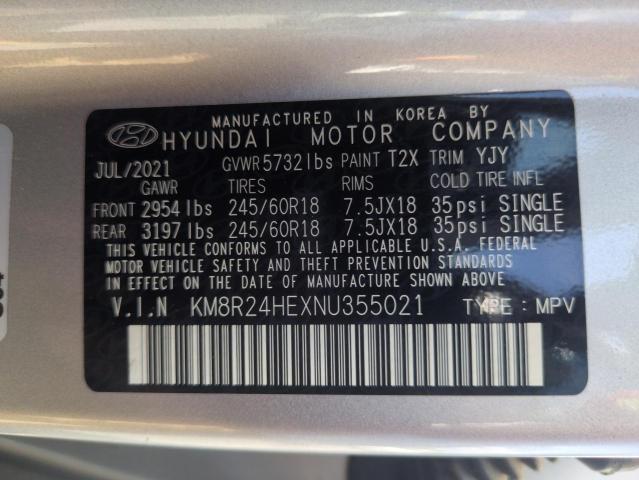 MANUFACTURED IN KOREA BY
HYUNDAI MOTOR COMPANY
JUL/2021 GVWR 5732lbs PAINT T2X TRIM YJY
GAWR TIRES RIMS COLD TIRE INFL
FRONT 2954lbs 245/60R18 7.5JX18 35psi SINGLE
REAR 3197lbs 245/60R18 7.5JX18 35psi SINGLE
THIS VEHICLE CONFORMS TO ALL APPLICABLE U.S.A. FEDERAL
MOTOR VEHICLE SAFETY AND THEFT PREVENTION STANDARDS
IN EFFECT ON THE DATE OF MANUFACTURE SHOWN ABOVE.
V.I.N KM8R24HEXNU355021 TYPE: MPV